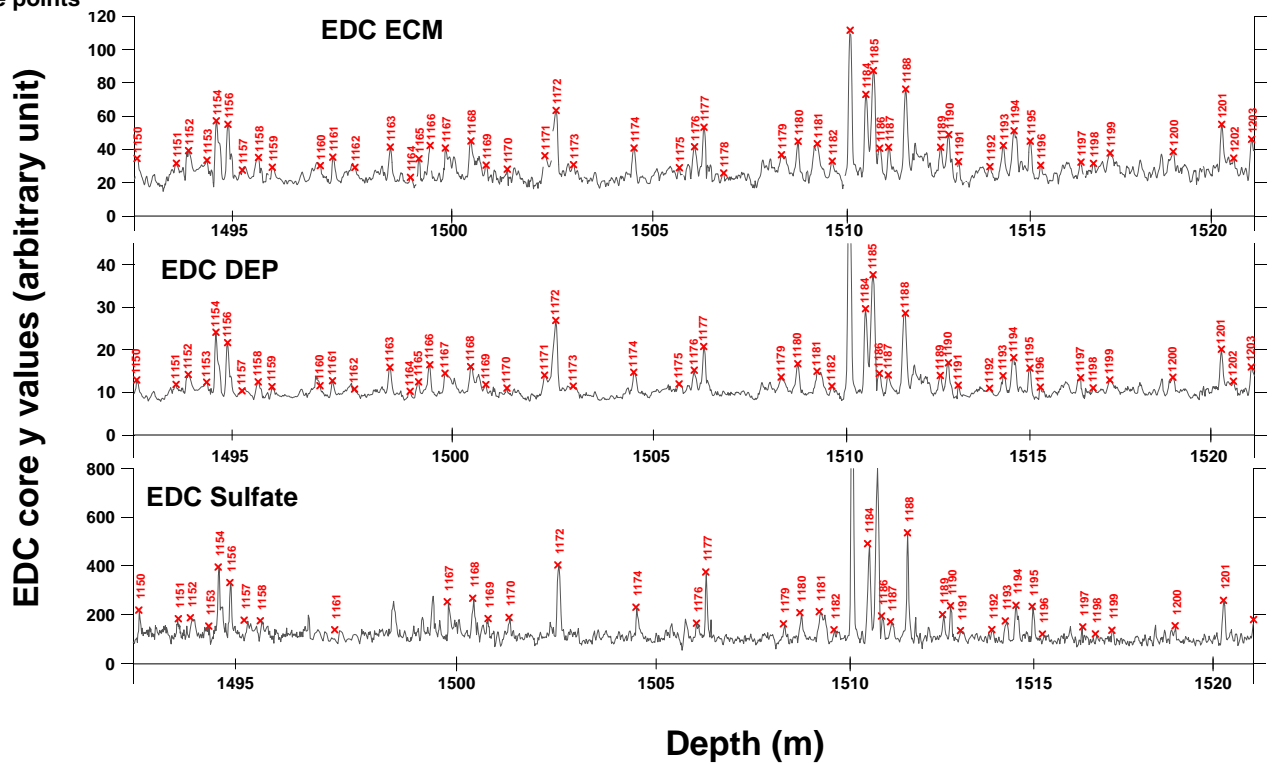 e points
EDC core y values (arbitrary unit)
EDC ECM
120
100
80
60
40
20
0
1150 1151 1152 1153 1154 1156 1157 1158 1159 1160 1161 1162 1163 1164 1165 1166 1167 1168 1169 1170 1171 1172 1173 1174 1175 1176 1177 1178 1179 1180 1181 1182 1184 1185 1186 1187 1188 1189 1190 1191 1192 1193 1194 1195 1196 1197 1198 1199 1200 1201 1202 1203
1495 1500 1505 1510 1515 1520
EDC DEP
40
30
20
10
0
1150 1151 1152 1153 1154 1156 1157 1158 1159 1160 1161 1162 1163 1164 1165 1166 1167 1168 1169 1170 1171 1172 1173 1174 1175 1176 1177 1179 1180 1181 1182 1184 1185 1186 1187 1188 1189 1190 1191 1192 1193 1194 1195 1196 1197 1198 1199 1200 1201 1202 1203
1495 1500 1505 1510 1515 1520
EDC Sulfate
800
600
400
200
0
1150 1151 1152 1153 1154 1156 1157 1158 1161 1167 1168 1169 1170 1172 1174 1176 1177 1179 1180 1181 1182 1184 1186 1187 1188 1189 1190 1191 1192 1193 1194 1195 1196 1197 1198 1199 1200 1201
1495 1500 1505 1510 1515 1520
Depth (m)